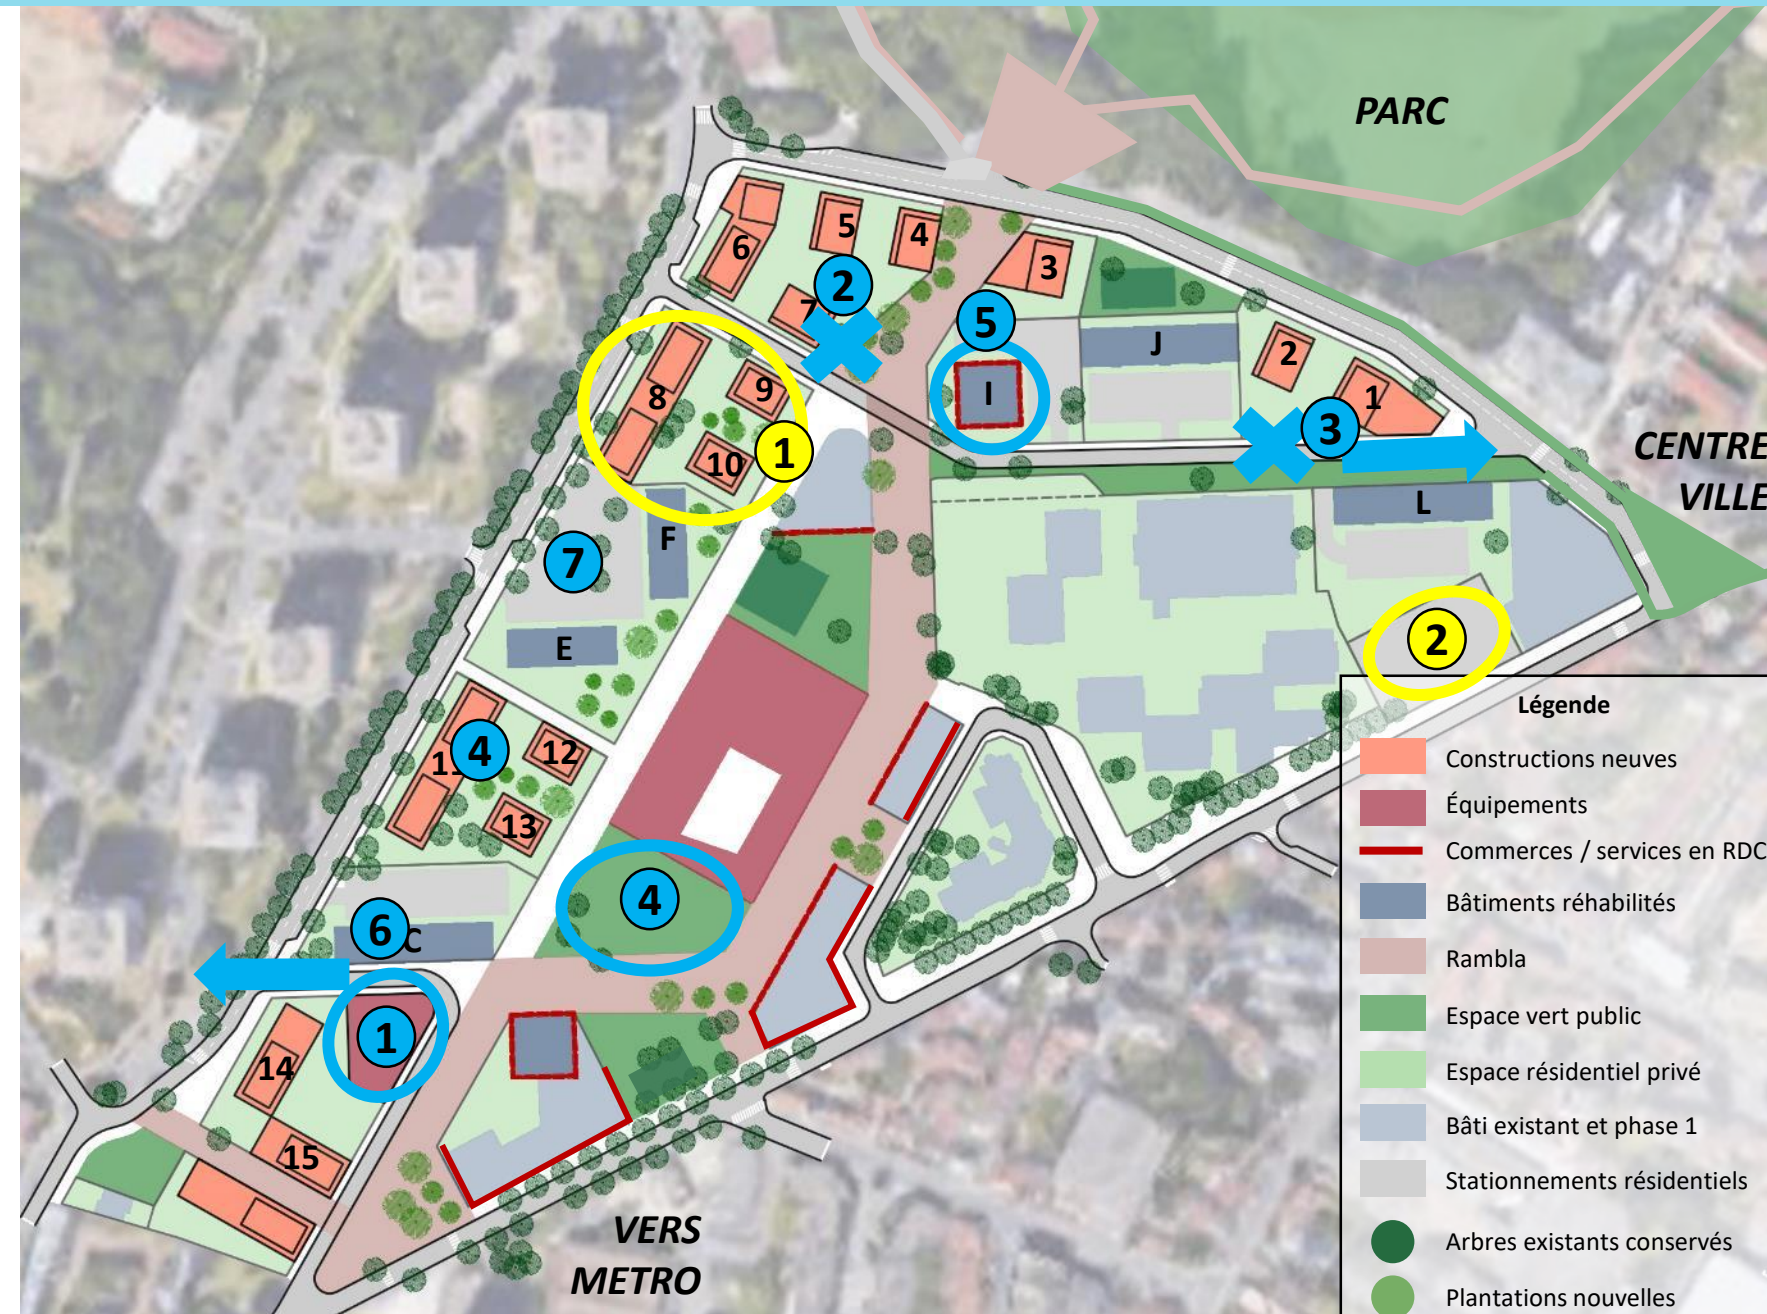 PARC
6
5
4
3
2
7
5
J
I
2
1
3
CENTRE
VILLE
8
9
10
1
L
F
7
E
2
4
12
13
4
6
C
1
14
15
VERS
METRO
Légende
Constructions neuves
Équipements
Commerces / services en RDC
Bâtiments réhabilités
Rambla
Espace vert public
Espace résidentiel privé
Bâti existant et phase 1
Stationnements résidentiels
Arbres existants conservés
Plantations nouvelles